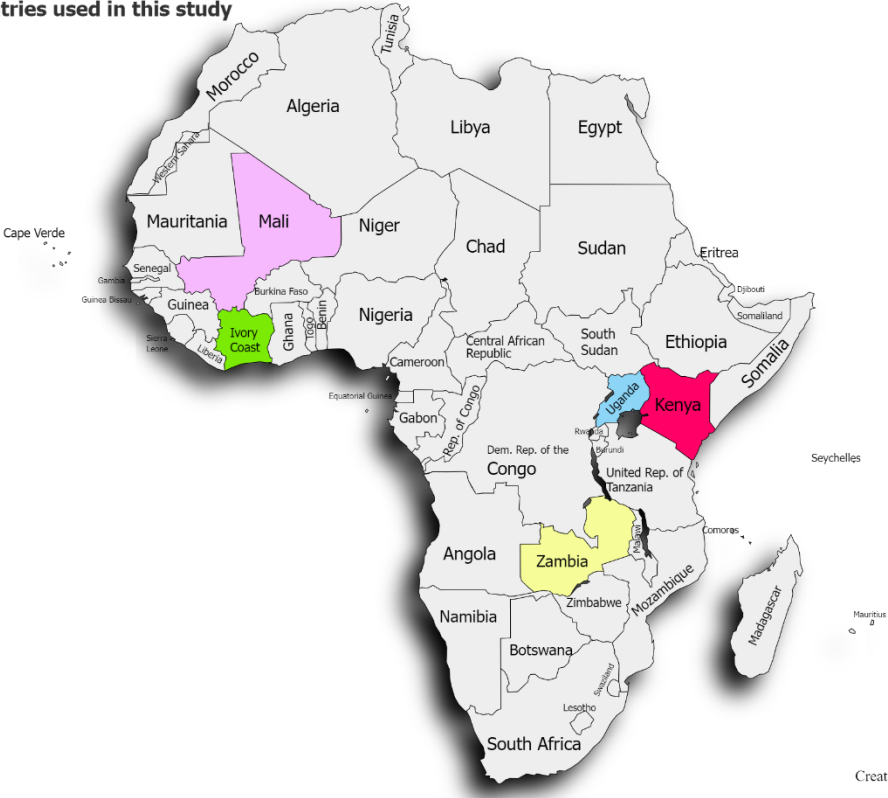 tries used in this study
Tunisia
Morocco
Algeria
Libya
Egypt
Western Sahara
Mauritania
Mali
Niger
Chad
Sudan
Eritrea
Cape Verde
Senegal
Gambia
Guinea Bissau
Guinea
Burkina Faso
Djibouti
Somaliland
Sierra
Leone
Liberia
Ivory
Coast
Ghana
Togo
Benin
Nigeria
Cameroon
Central African
Republic
South
Sudan
Ethiopia
Somalia
Equatorial Guinea
Gabon
Rep. of Congo
Uganda
Kenya
Rwanda
Burundi
Dem. Rep. of the
Congo
United Rep. of
Tanzania
Seychelles
Comoros
Angola
Zambia
Malawi
Mozambique
Zimbabwe
Namibia
Botswana
Madagascar
Mauritius
Swaziland
Lesotho
South Africa
Creat